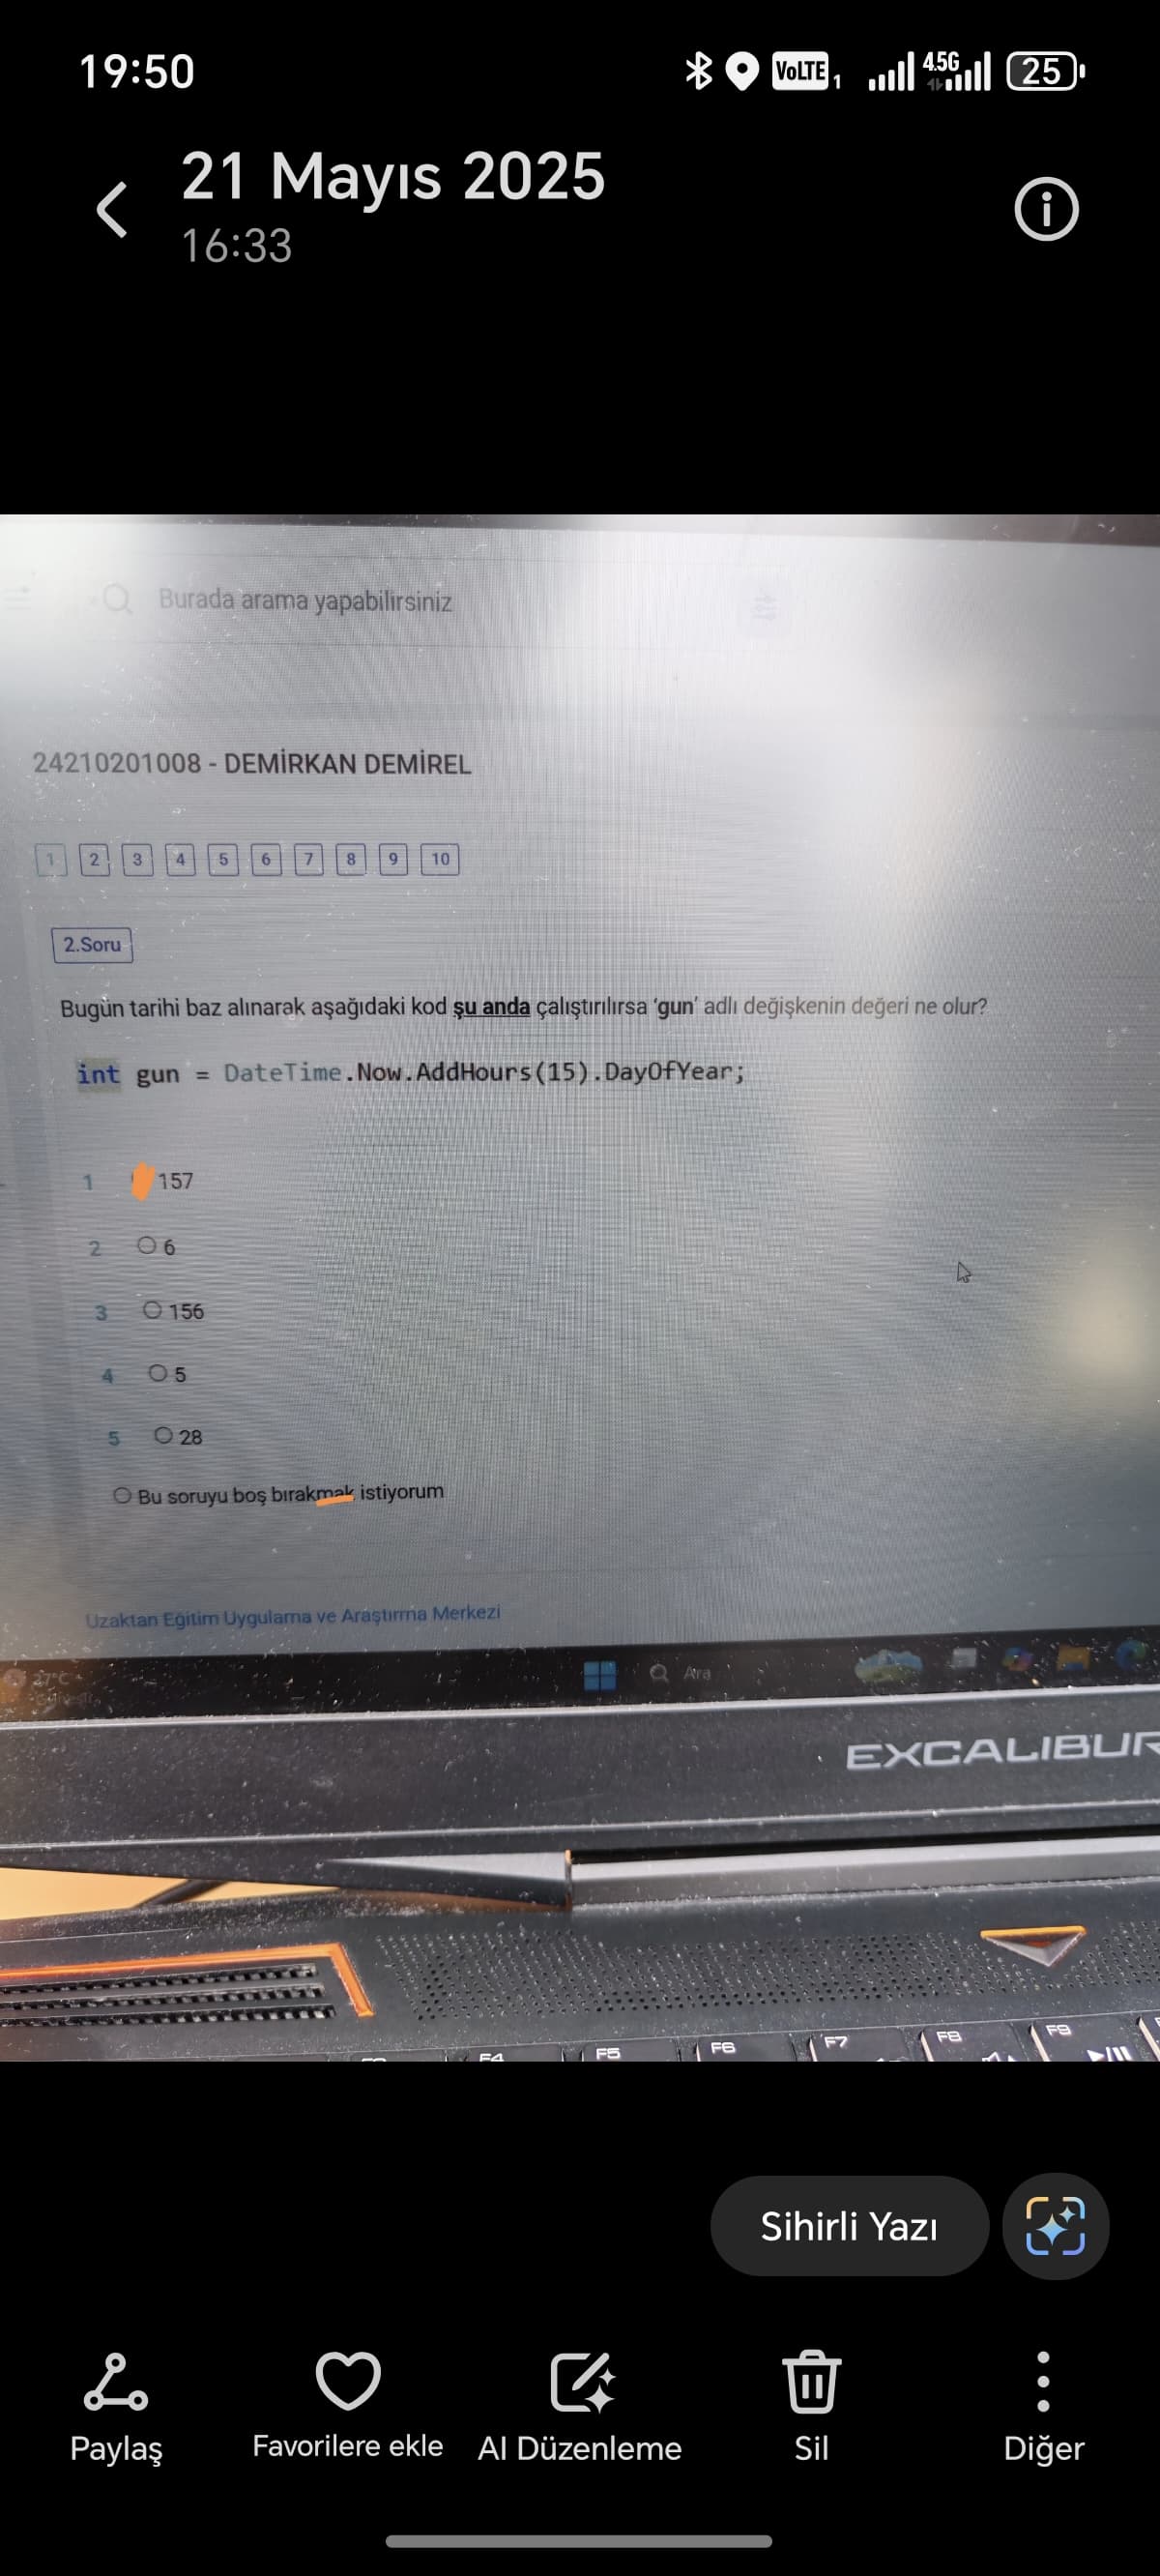 19:50
VoLTE 1
4.5G
25
21 Mayıs 2025
16:33
Burada arama yapabilirsiniz
24210201008 - DEMİRKAN DEMİREL
1 2 3 4 5 6 7 8 9 10
2.Soru
Bugün tarihi baz alınarak aşağıdaki kod şu anda çalıştırılırsa ‘gun’ adlı değişkenin değeri ne olur?
int gun = DateTime.Now.AddHours(15).DayOfYear;
1 157
2 6
3 156
4 5
5 28
Bu soruyu boş bırakmak istiyorum
Uzaktan Eğitim Uygulama ve Araştırma Merkezi
27°C
Güneşli
Ara
EXCALIBUR
F4 F5 F6 F7 F8 F9
Sihirli Yazı
Paylaş
Favorilere ekle
AI Düzenleme
Sil
Diğer